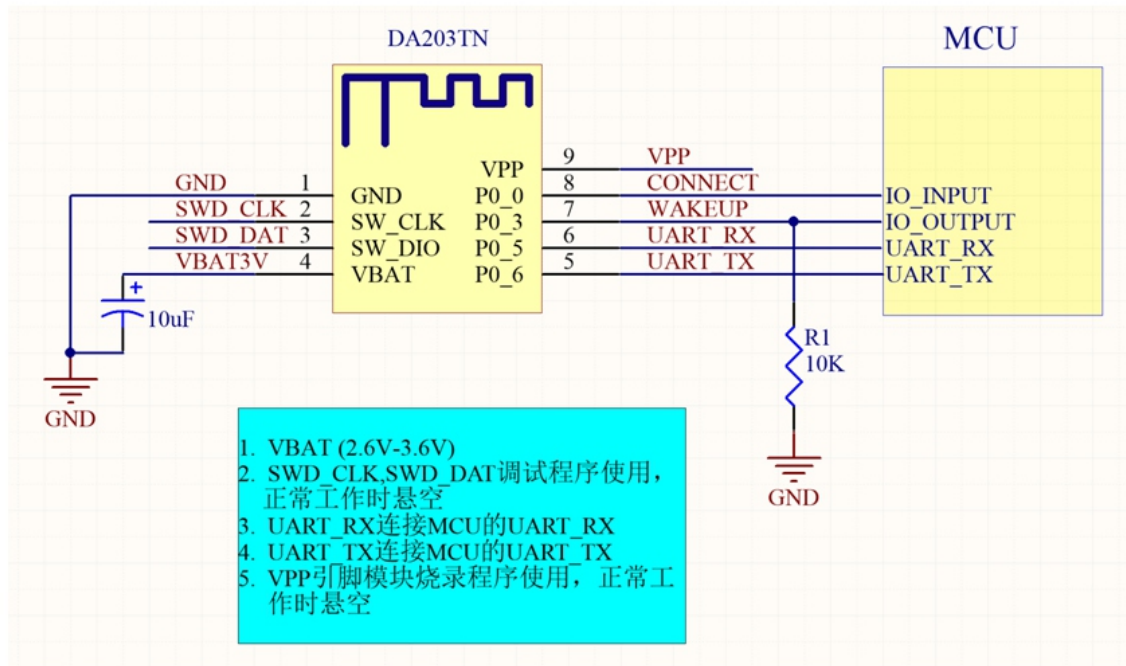 DA203TN
MCU
9 VPP
VPP
GND 1 GND
P0_0 8 CONNECT IO_INPUT
SWD_CLK 2 SW_CLK
P0_3 7 WAKEUP IO_OUTPUT
SWD_DAT 3 SW_DIO
P0_5 6 UART_RX UART_RX
VBAT3V 4 VBAT
P0_6 5 UART_TX UART_TX
+
10uF
R1
10K
GND
GND
1. VBAT (2.6V-3.6V)
2. SWD_CLK,SWD_DAT调试程序使用，
正常工作时悬空
3. UART_RX连接MCU的UART_RX
4. UART_TX连接MCU的UART_TX
5. VPP引脚模块烧录程序使用，正常工
作时悬空